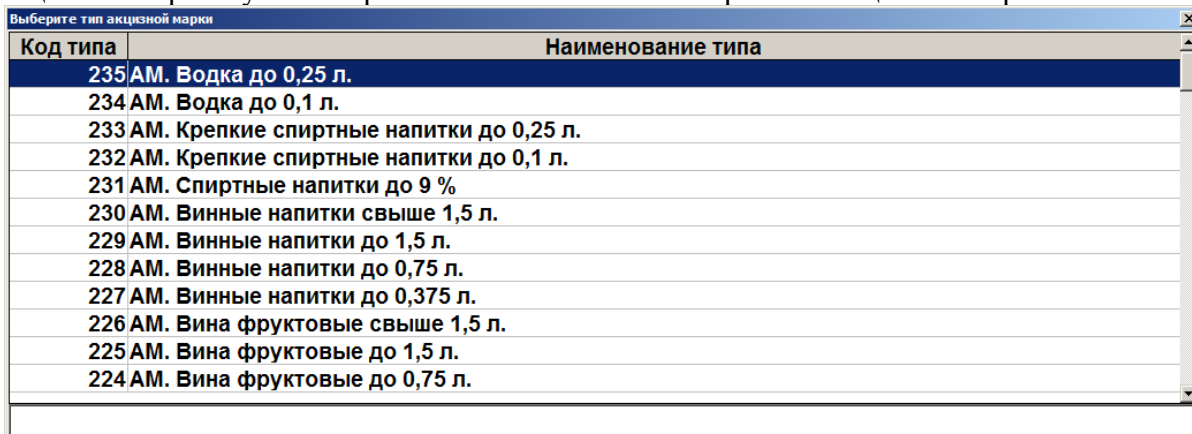 Выберите тип акцизной марки
Код типа Наименование типа
235 АМ. Водка до 0,25 л.
234 АМ. Водка до 0,1 л.
233 АМ. Крепкие спиртные напитки до 0,25 л.
232 АМ. Крепкие спиртные напитки до 0,1 л.
231 АМ. Спиртные напитки до 9 %
230 АМ. Винные напитки свыше 1,5 л.
229 АМ. Винные напитки до 1,5 л.
228 АМ. Винные напитки до 0,75 л.
227 АМ. Винные напитки до 0,375 л.
226 АМ. Вина фруктовые свыше 1,5 л.
225 АМ. Вина фруктовые до 1,5 л.
224 АМ. Вина фруктовые до 0,75 л.